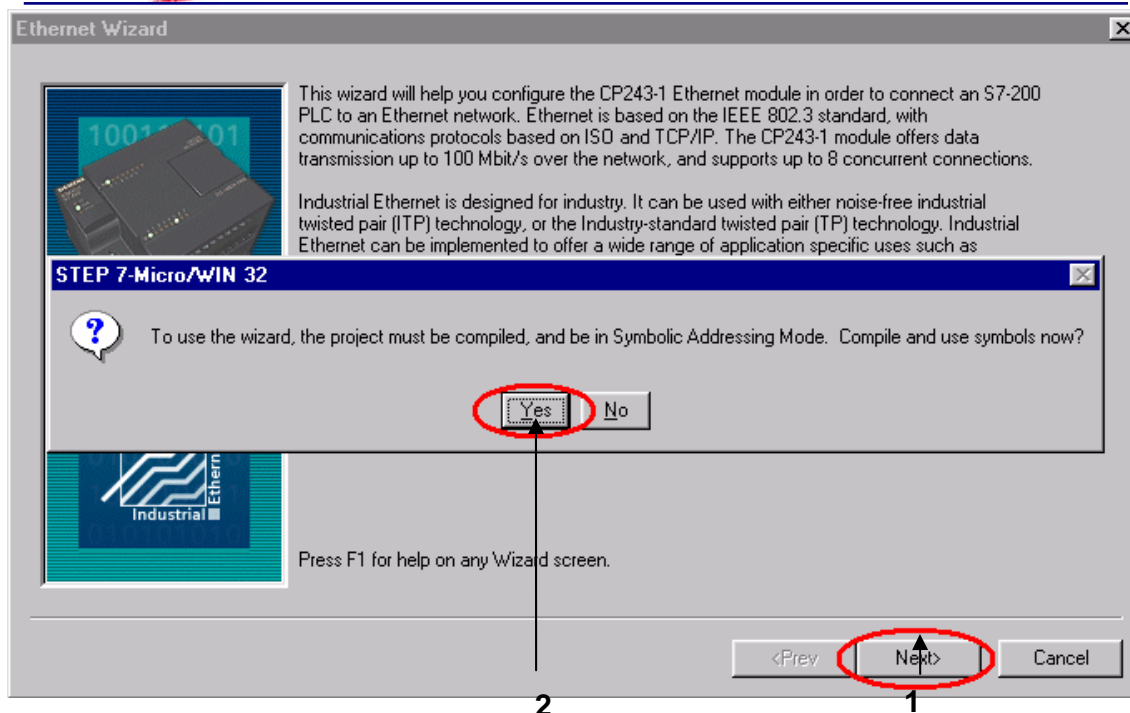 Ethernet Wizard
This wizard will help you configure the CP243-1 Ethernet module in order to connect an S7-200
PLC to an Ethernet network. Ethernet is based on the IEEE 802.3 standard, with
communications protocols based on ISO and TCP/IP. The CP243-1 module offers data
transmission up to 100 Mbit/s over the network, and supports up to 8 concurrent connections.
Industrial Ethernet is designed for industry. It can be used with either noise-free industrial
twisted pair (ITP) technology, or the Industry-standard twisted pair (TP) technology. Industrial
Ethernet can be implemented to offer a wide range of application specific uses such as
STEP 7-Micro/WIN 32
To use the wizard, the project must be compiled, and be in Symbolic Addressing Mode. Compile and use symbols now?
Yes
No
Industrial
Press F1 for help on any Wizard screen.
<Prev
Next>
Cancel
2
1